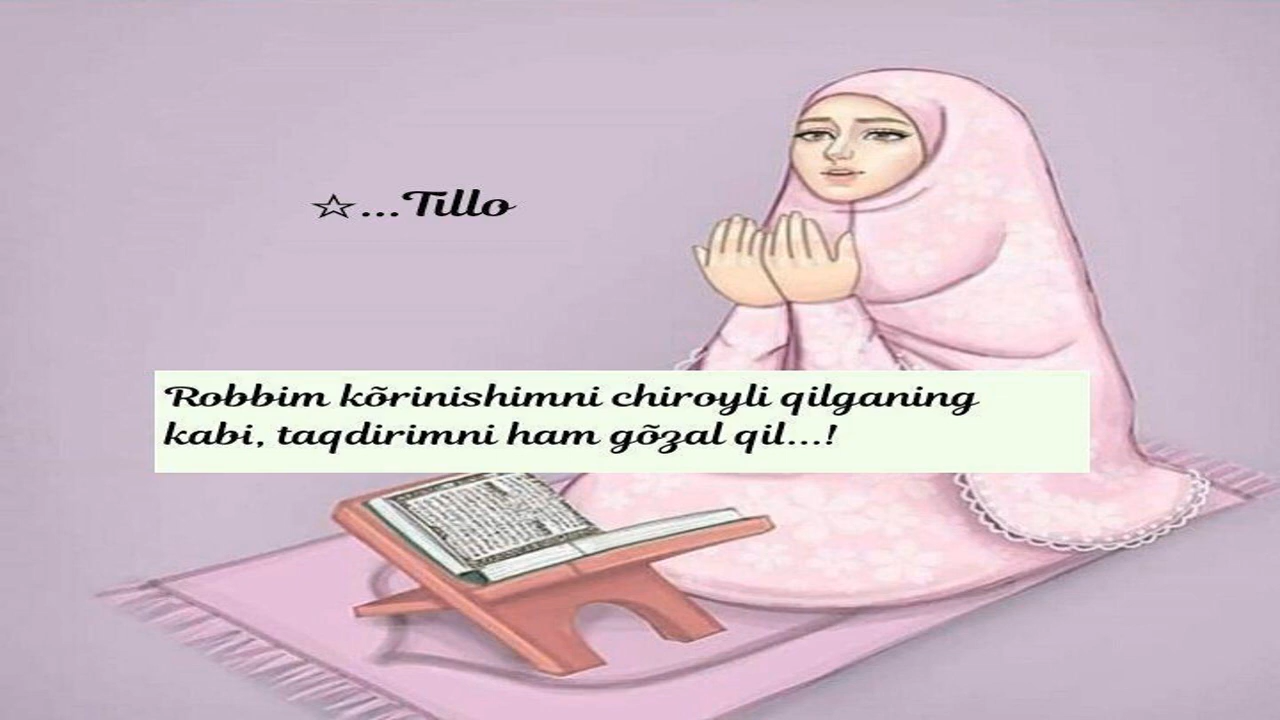 ☆...Tillo
Robbim kõrinishimni chiroyli qilganing
kabi, taqdirimni ham gõzal qil...!